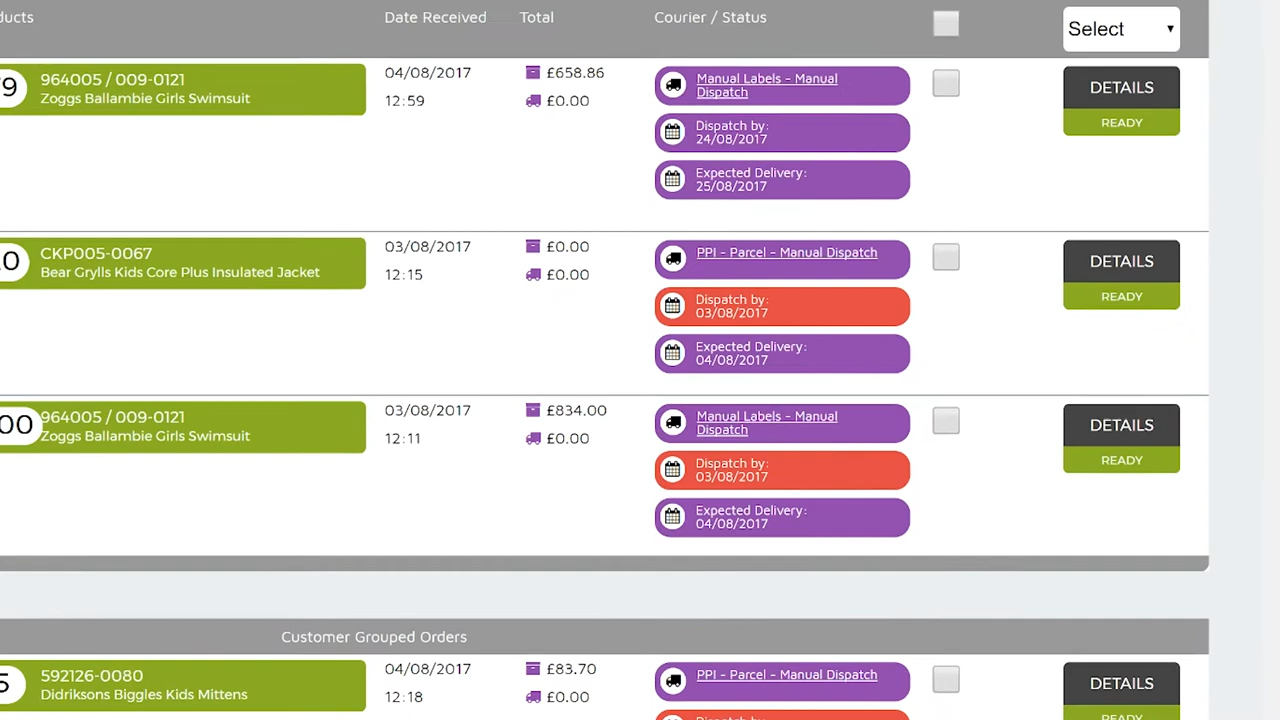 Date Received
Total
Courier / Status
Select
964005 / 009-0121
Zoggs Ballambie Girls Swimsuit
04/08/2017
12:59
£658.86
£0.00
Manual Labels - Manual
Dispatch
Dispatch by:
24/08/2017
Expected Delivery:
25/08/2017
DETAILS
READY
CKP005-0067
Bear Grylls Kids Core Plus Insulated Jacket
03/08/2017
12:15
£0.00
£0.00
PPI - Parcel - Manual Dispatch
Dispatch by:
03/08/2017
Expected Delivery:
04/08/2017
DETAILS
READY
964005 / 009-0121
Zoggs Ballambie Girls Swimsuit
03/08/2017
12:11
£834.00
£0.00
Manual Labels - Manual
Dispatch
Dispatch by:
03/08/2017
Expected Delivery:
04/08/2017
DETAILS
READY
Customer Grouped Orders
592126-0080
Didriksons Biggles Kids Mittens
04/08/2017
12:18
£83.70
£0.00
PPI - Parcel - Manual Dispatch
Dispatch by:
DETAILS
READY